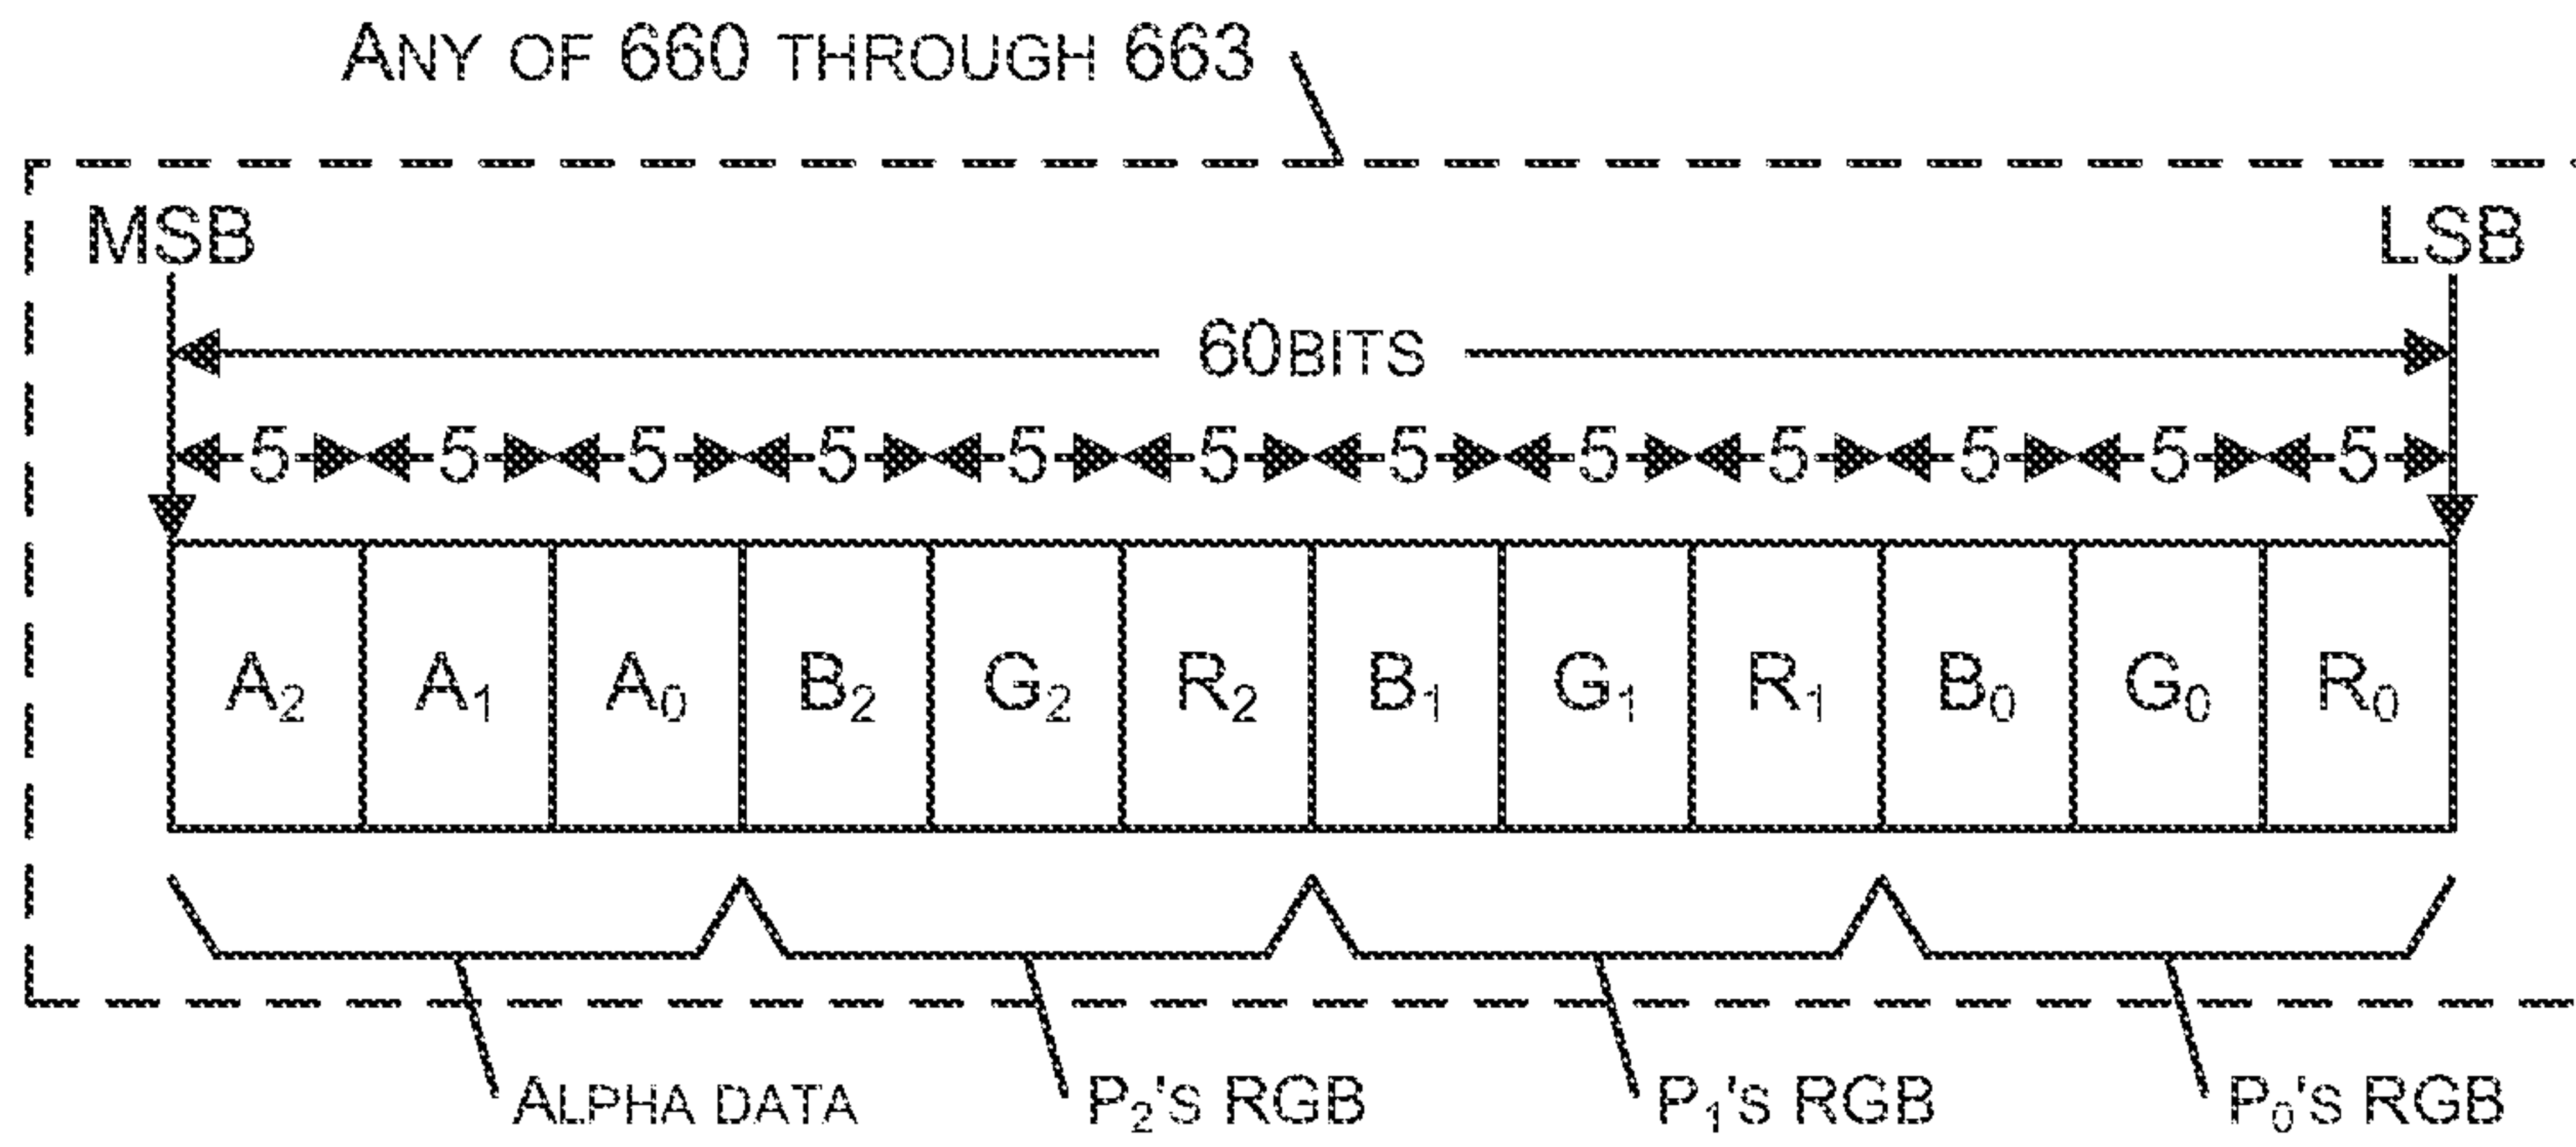 ANY OF 660 THROUGH 663
MSB LSB
60BITS
5 5 5 5 5 5 5 5 5 5 5 5
A2 A1 A0 B2 G2 R2 B1 G1 R1 B0 G0 R0
ALPHA DATA P2'S RGB P1'S RGB P0'S RGB